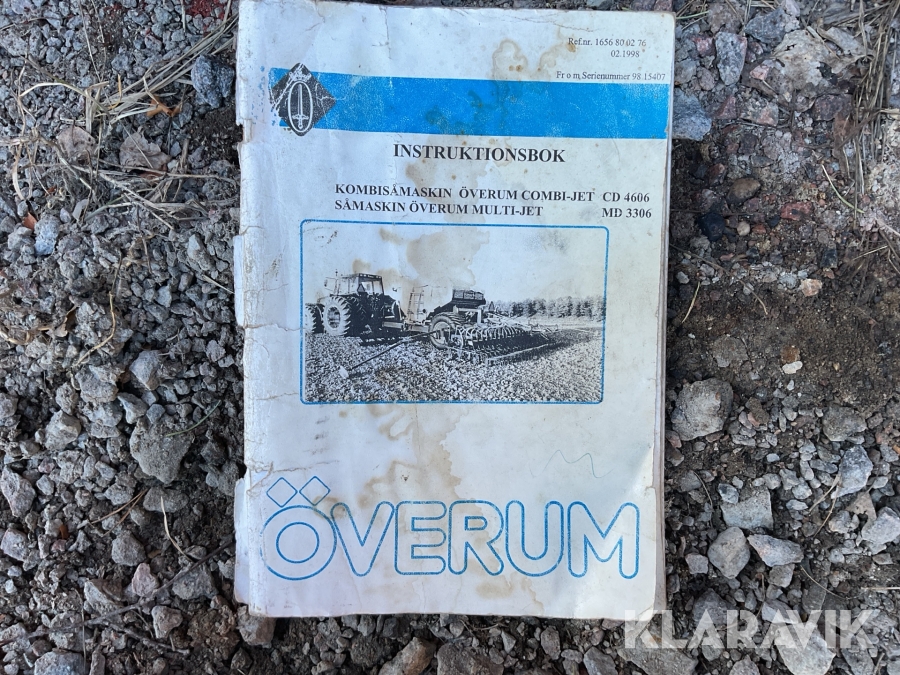 Ref.nr. 1656 80 02 76
02.1998
Fr o m Serienummer 98.15407
INSTRUKTIONSBOK
KOMBISÅMASKIN ÖVERUM COMBI-JET CD 4606
SÅMASKIN ÖVERUM MULTI-JET MD 3306
ÖVERUM
KLARAVIK